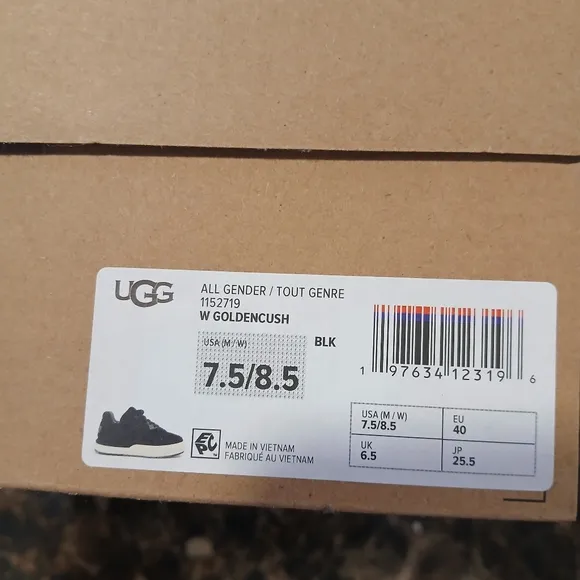 UGG
ALL GENDER / TOUT GENRE
1152719
W GOLDENCUSH
USA (M / W)
BLK
7.5/8.5
1 97634 12319 6
USA (M / W)
7.5/8.5
EU
40
UK
6.5
JP
25.5
EPC
MADE IN VIETNAM
FABRIQUÉ AU VIETNAM